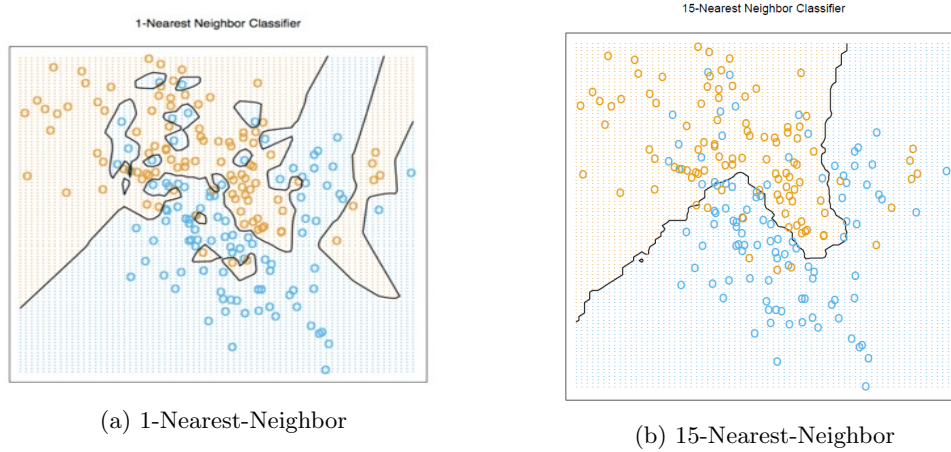 1-Nearest Neighbor Classifier
(a) 1-Nearest-Neighbor
15-Nearest Neighbor Classifier
(b) 15-Nearest-Neighbor